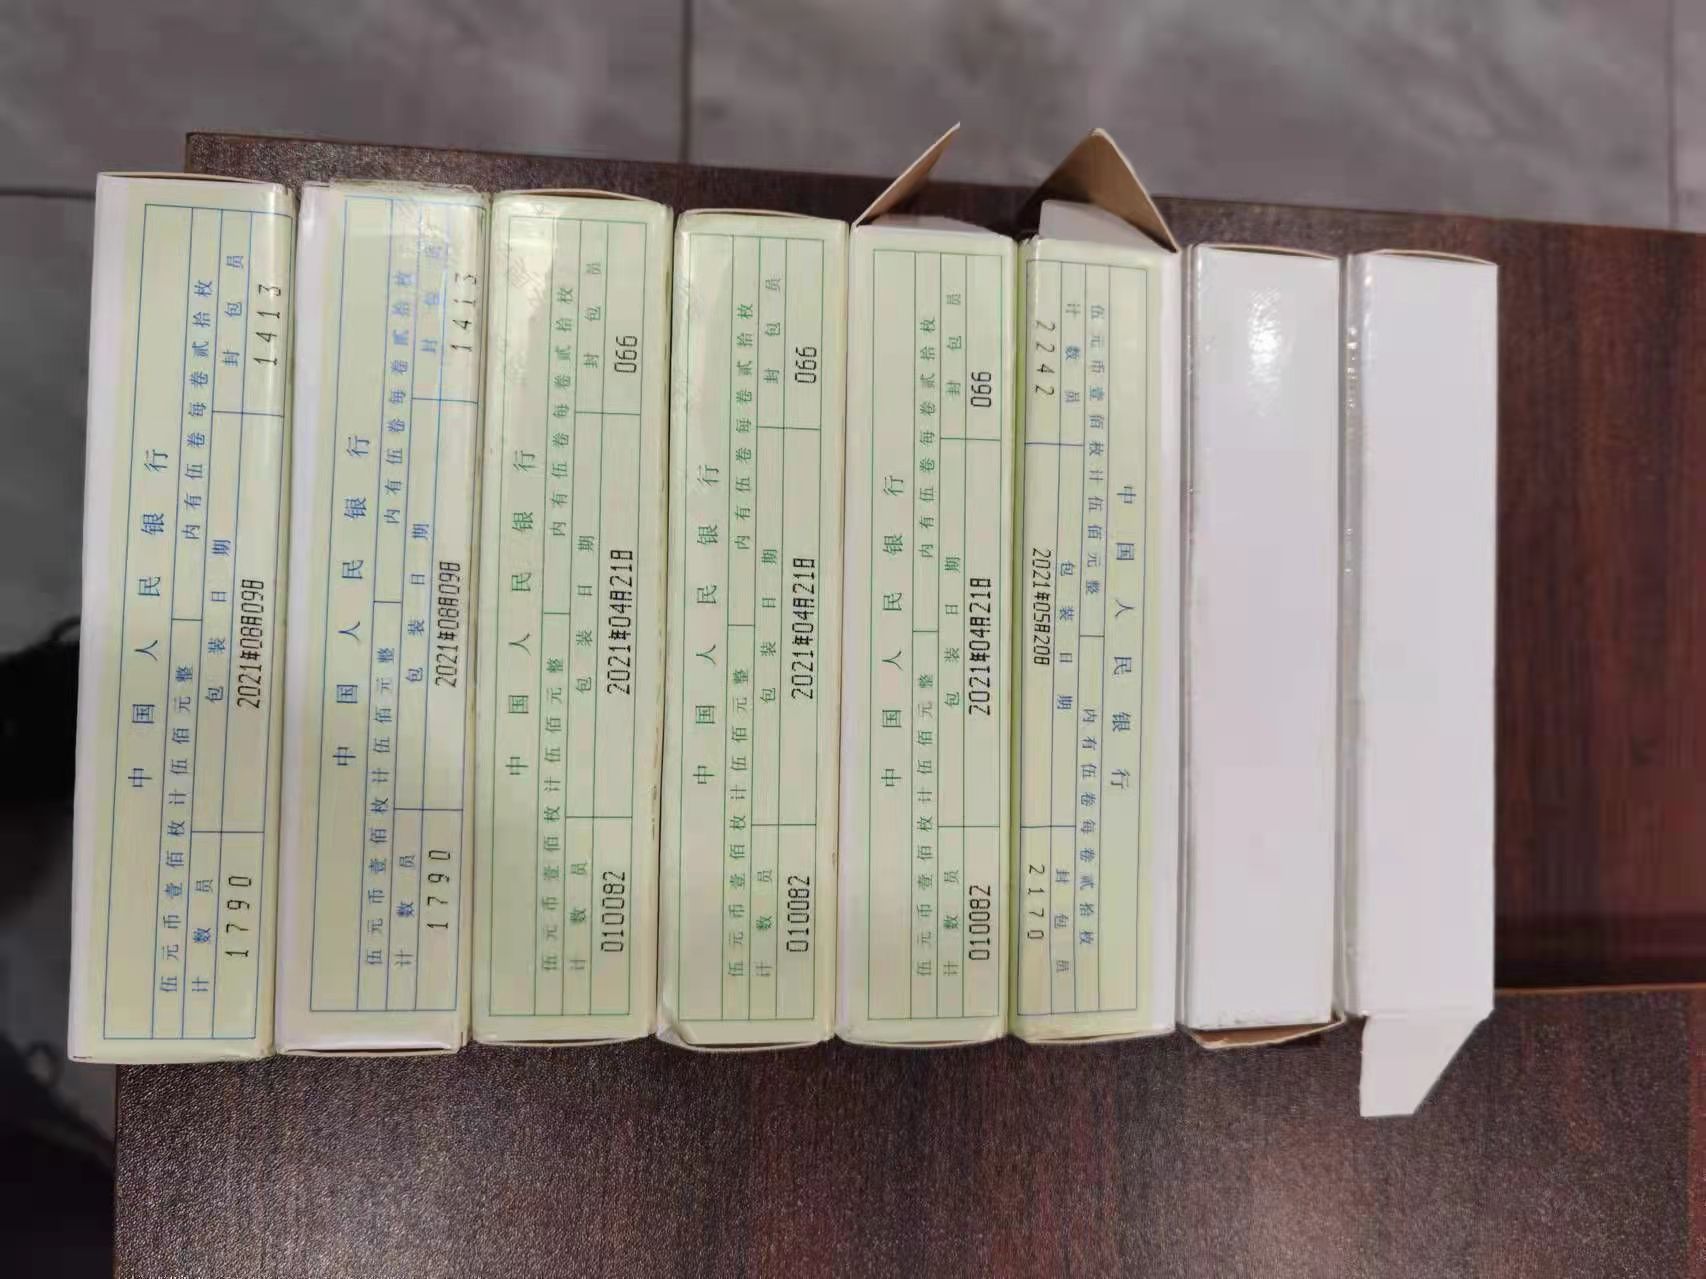 中国人民银行
伍元币壹佰枚计伍佰元整 内有伍卷每卷贰拾枚
计数员 包装日期 封包员
1790 2021年08月09日 1413
中国人民银行
伍元币壹佰枚计伍佰元整 内有伍卷每卷贰拾枚
计数员 包装日期 封包员
1790 2021年08月09日 1413
中国人民银行
伍元币壹佰枚计伍佰元整 内有伍卷每卷贰拾枚
计数员 包装日期 封包员
010082 2021年04月21日 066
中国人民银行
伍元币壹佰枚计伍佰元整 内有伍卷每卷贰拾枚
计数员 包装日期 封包员
010082 2021年04月21日 066
中国人民银行
伍元币壹佰枚计伍佰元整 内有伍卷每卷贰拾枚
计数员 包装日期 封包员
010082 2021年04月21日 066
中国人民银行
伍元币壹佰枚计伍佰元整 内有伍卷每卷贰拾枚
计数员 包装日期 封包员
2242 2021年05月20日 2170